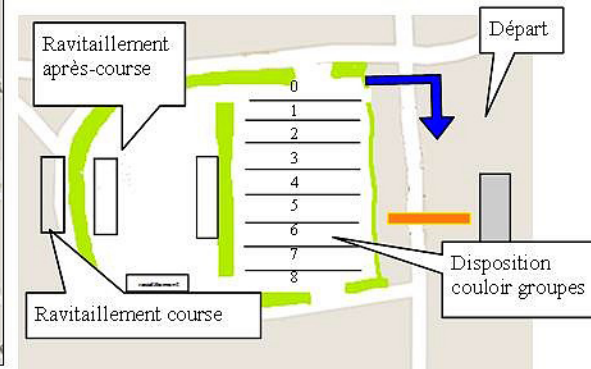 Départ
Ravitaillement
après-course
0
1
2
3
4
5
6
7
8
Disposition
couloir groupes
Ravitaillement course